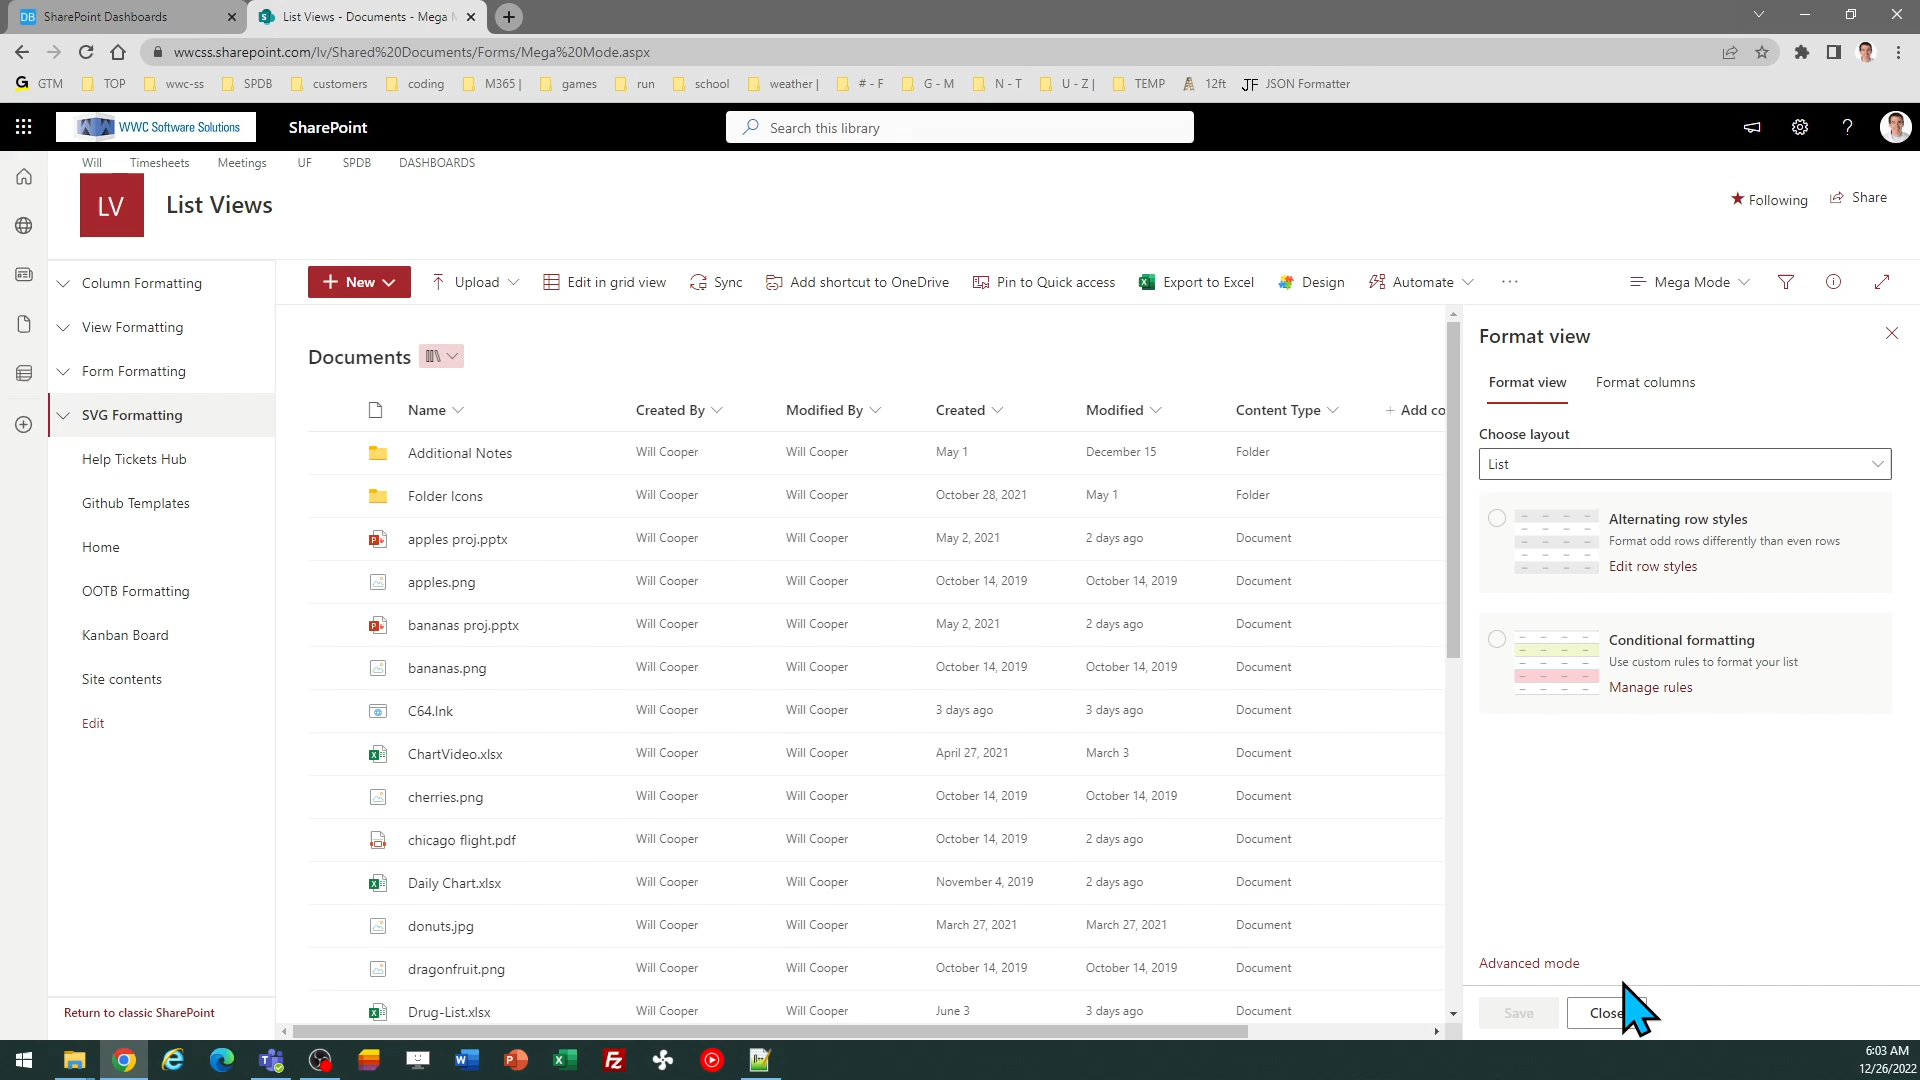 DB SharePoint Dashboards
S List Views - Documents - Mega M
wwcss.sharepoint.com/lv/Shared%20Documents/Forms/Mega%20Mode.aspx
G GTM TOP wwc-ss SPDB customers coding M365 | games run school weather | # - F G - M N - T U - Z | TEMP 12ft JF JSON Formatter
WWC Software Solutions SharePoint Search this library ?
Will Timesheets Meetings UF SPDB DASHBOARDS
LV List Views Following Share
Column Formatting
View Formatting
Form Formatting
SVG Formatting
Help Tickets Hub
Github Templates
Home
OOTB Formatting
Kanban Board
Site contents
Edit
Return to classic SharePoint
New Upload Edit in grid view Sync Add shortcut to OneDrive Pin to Quick access Export to Excel Design Automate ... Mega Mode
Documents
Name Created By Modified By Created Modified Content Type + Add co
Additional Notes Will Cooper Will Cooper May 1 December 15 Folder
Folder Icons Will Cooper Will Cooper October 28, 2021 May 1 Folder
apples proj.pptx Will Cooper Will Cooper May 2, 2021 2 days ago Document
apples.png Will Cooper Will Cooper October 14, 2019 October 14, 2019 Document
bananas proj.pptx Will Cooper Will Cooper May 2, 2021 2 days ago Document
bananas.png Will Cooper Will Cooper October 14, 2019 October 14, 2019 Document
C64.lnk Will Cooper Will Cooper 3 days ago 3 days ago Document
ChartVideo.xlsx Will Cooper Will Cooper April 27, 2021 March 3 Document
cherries.png Will Cooper Will Cooper October 14, 2019 October 14, 2019 Document
chicago flight.pdf Will Cooper Will Cooper October 14, 2019 2 days ago Document
Daily Chart.xlsx Will Cooper Will Cooper November 4, 2019 2 days ago Document
donuts.jpg Will Cooper Will Cooper March 27, 2021 March 27, 2021 Document
dragonfruit.png Will Cooper Will Cooper October 14, 2019 October 14, 2019 Document
Drug-List.xlsx Will Cooper Will Cooper June 3 3 days ago Document
Format view
Format view Format columns
Choose layout
List
Alternating row styles
Format odd rows differently than even rows
Edit row styles
Conditional formatting
Use custom rules to format your list
Manage rules
Advanced mode
Save Close
6:03 AM
12/26/2022